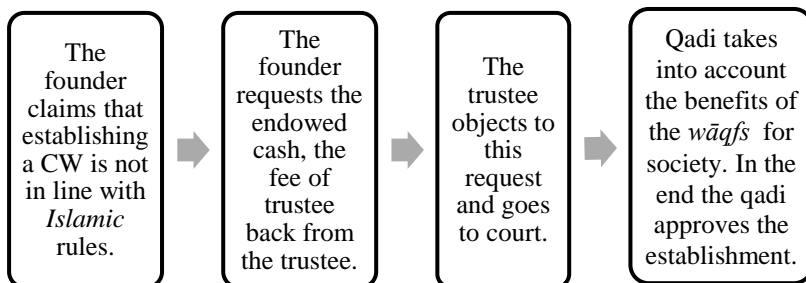 The
founder
claims that
establishing
a CW is not
in line with
Islamic
rules.
The
founder
requests the
endowed
cash, the
fee of
trustee
back from
the trustee.
The
trustee
objects to
this
request
and goes
to court.
Qadi takes
into account
the benefits of
the wāqfs for
society. In the
end the qadi
approves the
establishment.